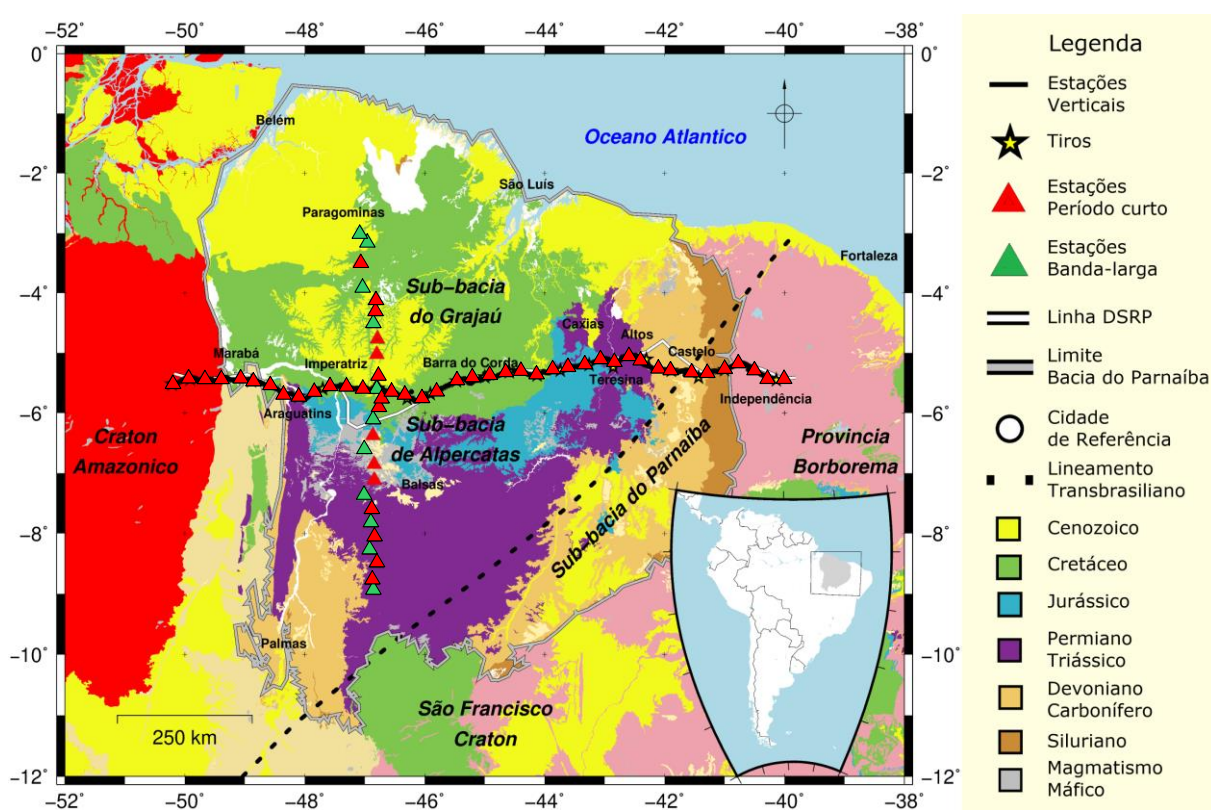 −52˚ −50˚ −48˚ −46˚ −44˚ −42˚ −40˚ −38˚
0˚
−2˚
−4˚
−6˚
−8˚
−10˚
−12˚
Belém
Oceano Atlantico
São Luís
Paragominas
Fortaleza
Sub−bacia
do Grajaú
Caxias
Altos
Marabá
Imperatriz
Barra do Corda
Castelo
Teresina
Araguatins
Independência
Sub−bacia
de Alpercatas
Craton
Amazonico
Provincia
Borborema
Balsas
Sub−bacia do Parnaíba
Palmas
São Francisco
Craton
250 km
0˚
−2˚
−4˚
−6˚
−8˚
−10˚
−12˚
−52˚ −50˚ −48˚ −46˚ −44˚ −42˚ −40˚ −38˚
Legenda
Estações
Verticais
Tiros
Estações
Período curto
Estações
Banda-larga
Linha DSRP
Limite
Bacia do Parnaíba
Cidade
de Referência
Lineamento
Transbrasiliano
Cenozoico
Cretáceo
Jurássico
Permiano
Triássico
Devoniano
Carbonífero
Siluriano
Magmatismo
Máfico